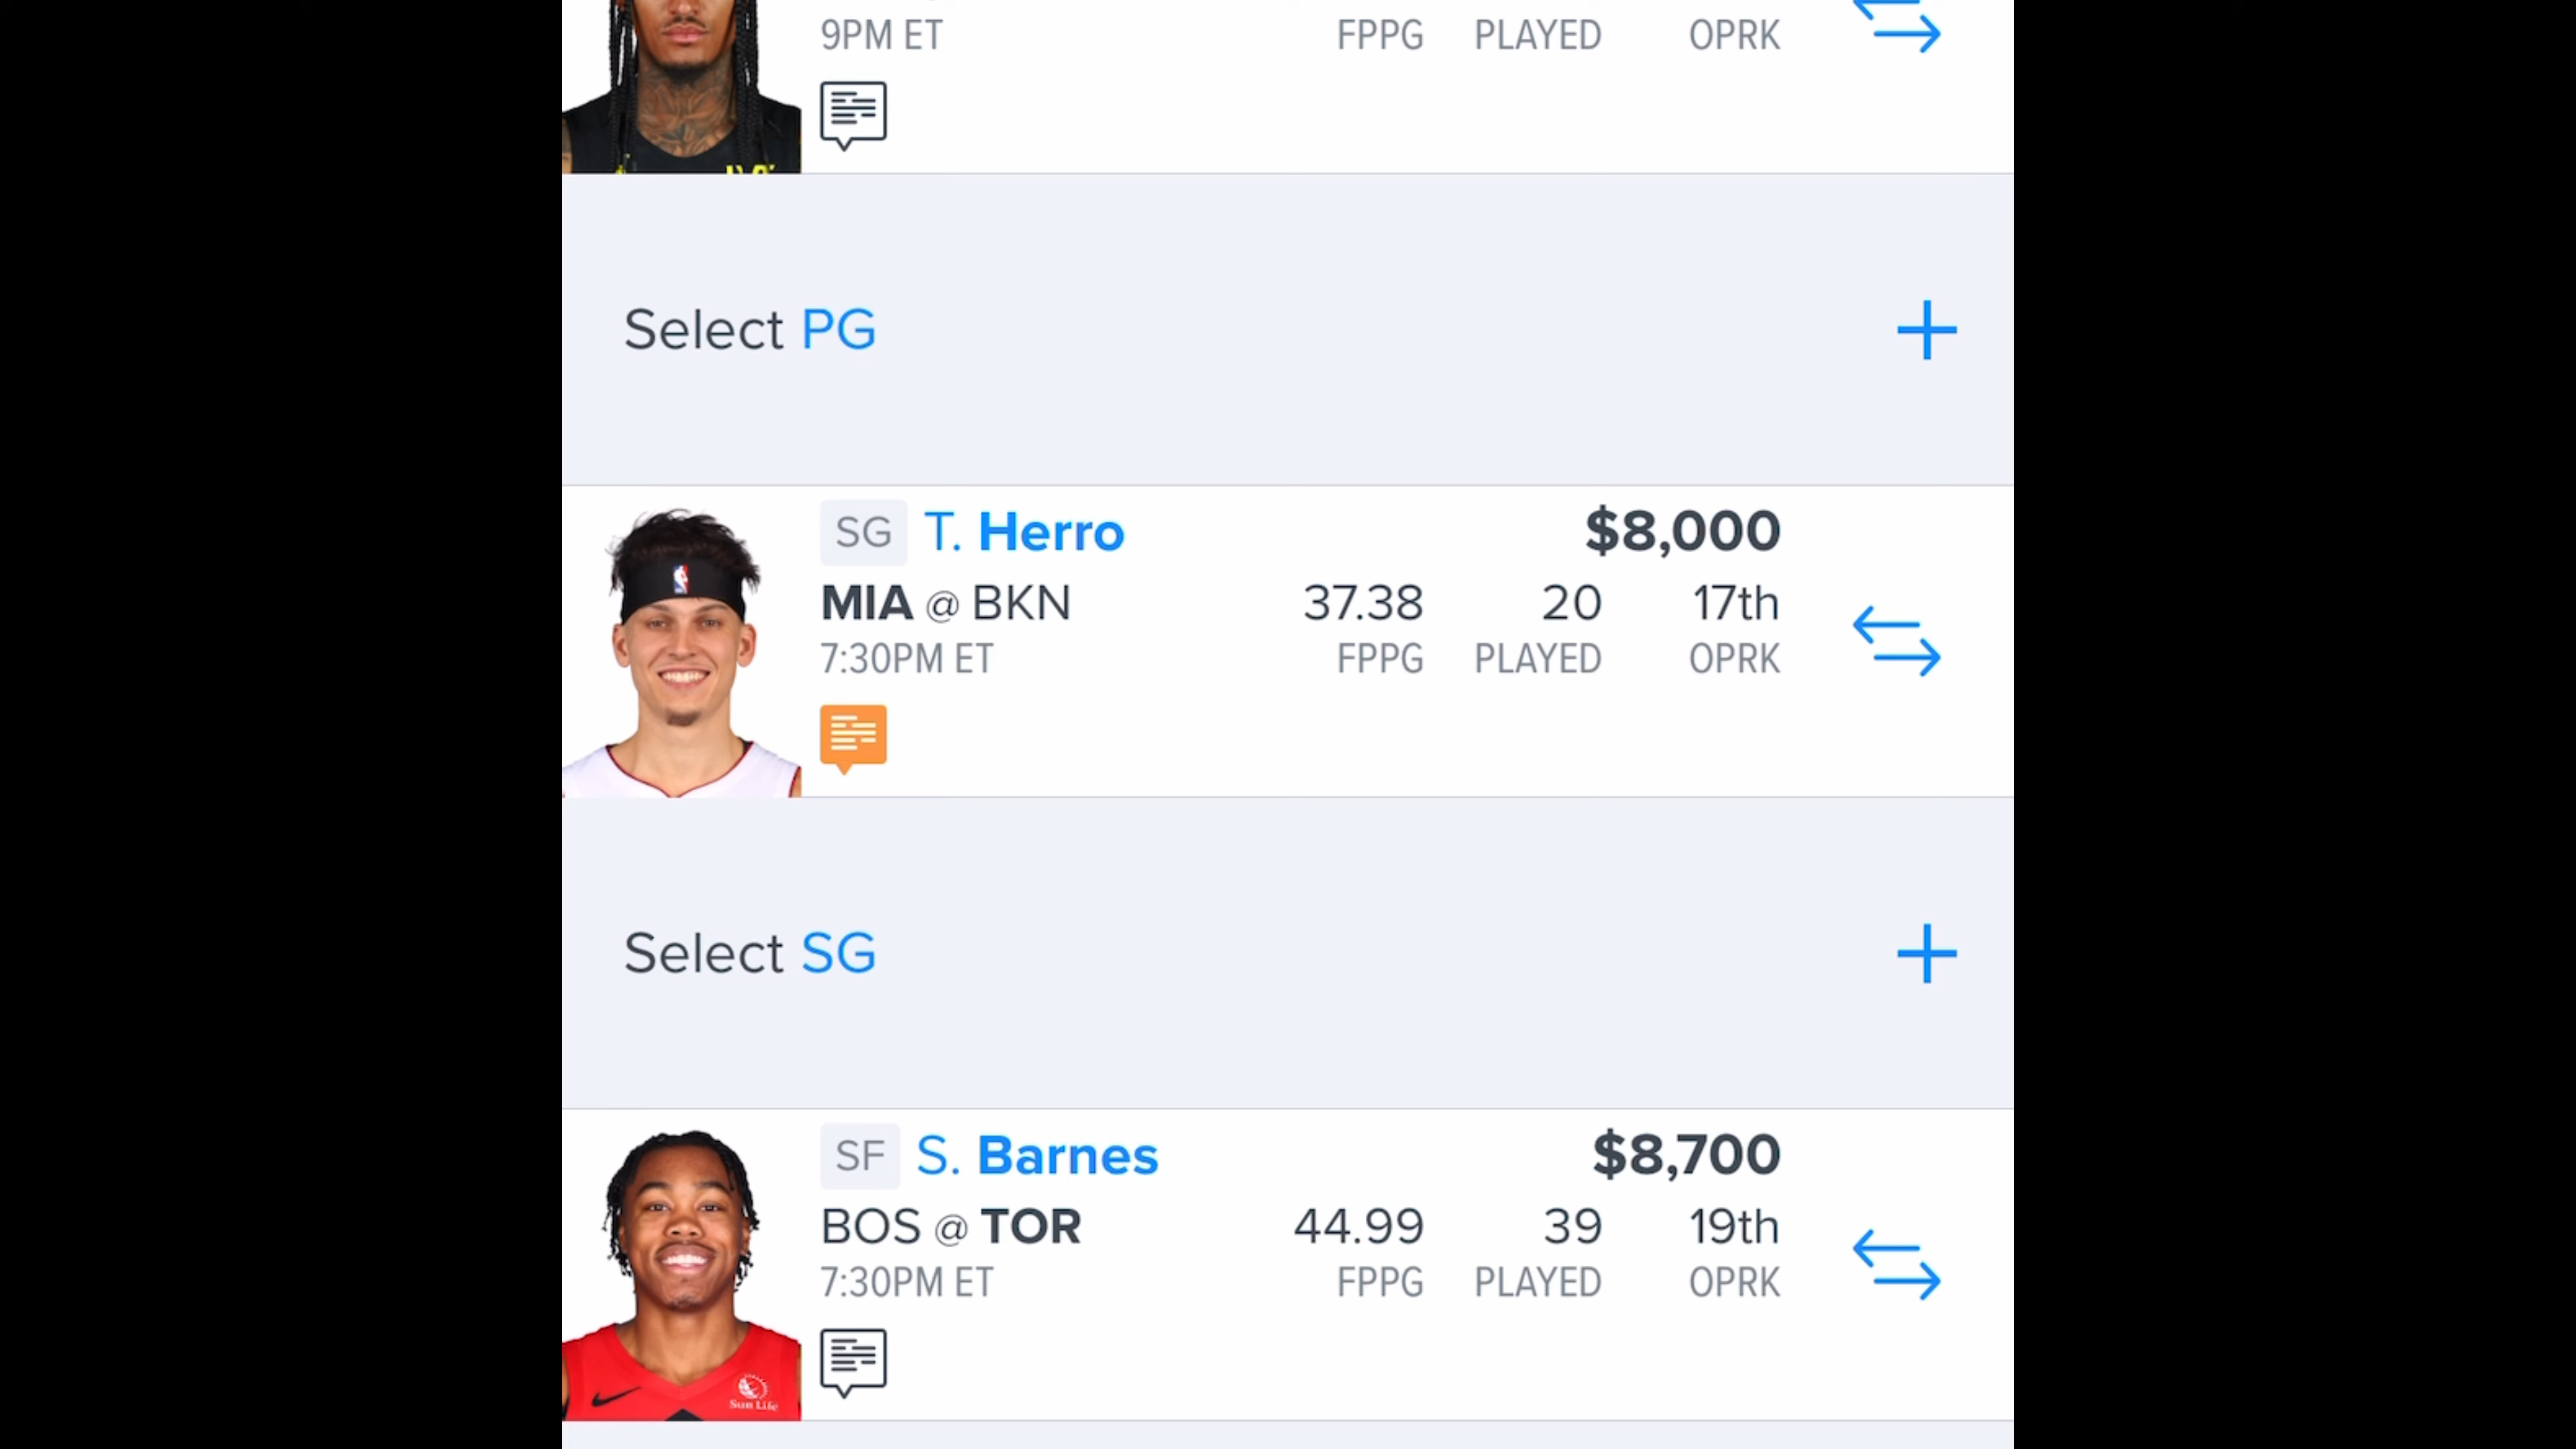 9PM ET FPPG PLAYED OPRK
Select PG
SG T. Herro $8,000
MIA @ BKN 37.38 20 17th
7:30PM ET FPPG PLAYED OPRK
Select SG
SF S. Barnes $8,700
BOS @ TOR 44.99 39 19th
7:30PM ET FPPG PLAYED OPRK
Sun Life